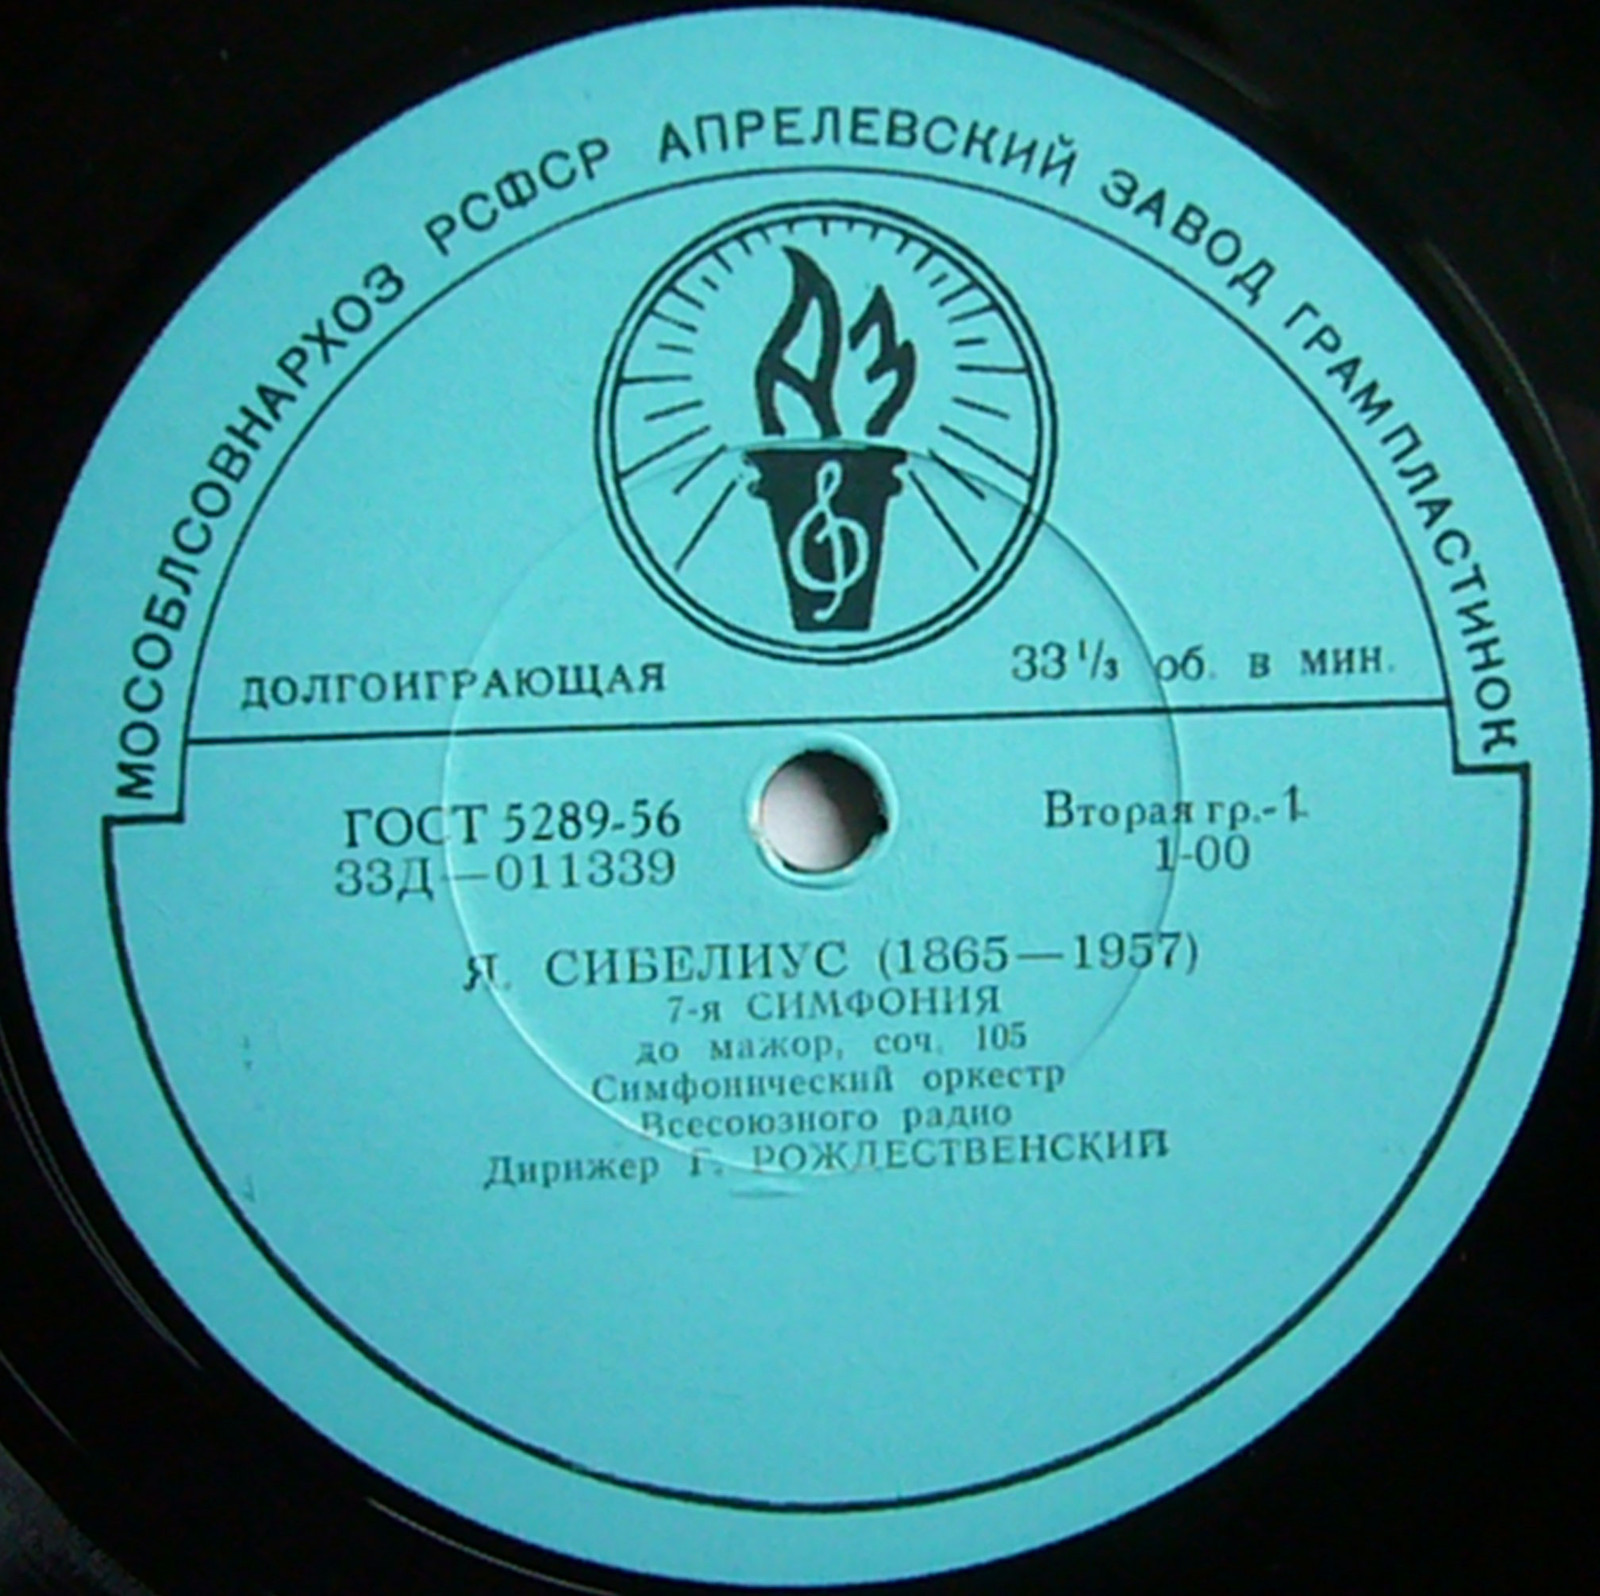 МОСОБЛСОВНАРХОЗ РСФСР АПРЕЛЕВСКИЙ ЗАВОД ГРАМПЛАСТИНОК
АЗ
ДОЛГОИГРАЮЩАЯ
33 1/3 об. в мин.
ГОСТ 5289-56
33Д—011339
Вторая гр.-1
1-00
Я. СИБЕЛИУС (1865—1957)
7-я СИМФОНИЯ
до мажор, соч. 105
Симфонический оркестр
Всесоюзного радио
Дирижер Г. РОЖДЕСТВЕНСКИЙ